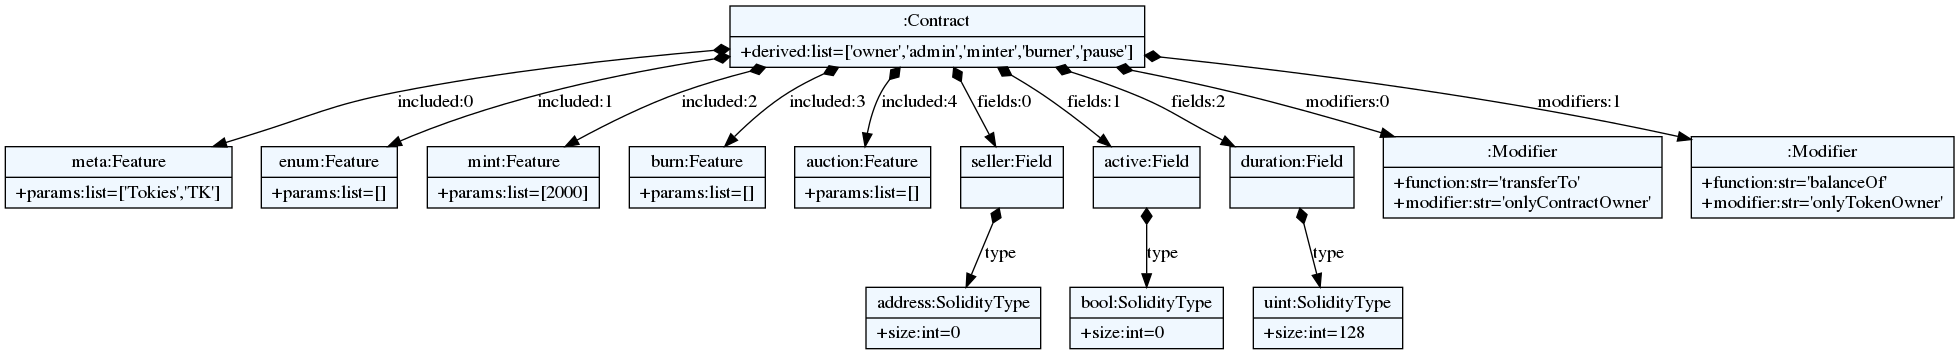 :Contract
+derived:list=['owner','admin','minter','burner','pause']
included:0
included:1
included:2
included:3
included:4
fields:0
fields:1
fields:2
modifiers:0
modifiers:1
meta:Feature
+params:list=['Tokies','TK']
enum:Feature
+params:list=[]
mint:Feature
+params:list=[2000]
burn:Feature
+params:list=[]
auction:Feature
+params:list=[]
seller:Field
active:Field
duration:Field
:Modifier
+function:str='transferTo'
+modifier:str='onlyContractOwner'
:Modifier
+function:str='balanceOf'
+modifier:str='onlyTokenOwner'
type
type
type
address:SolidityType
+size:int=0
bool:SolidityType
+size:int=0
uint:SolidityType
+size:int=128